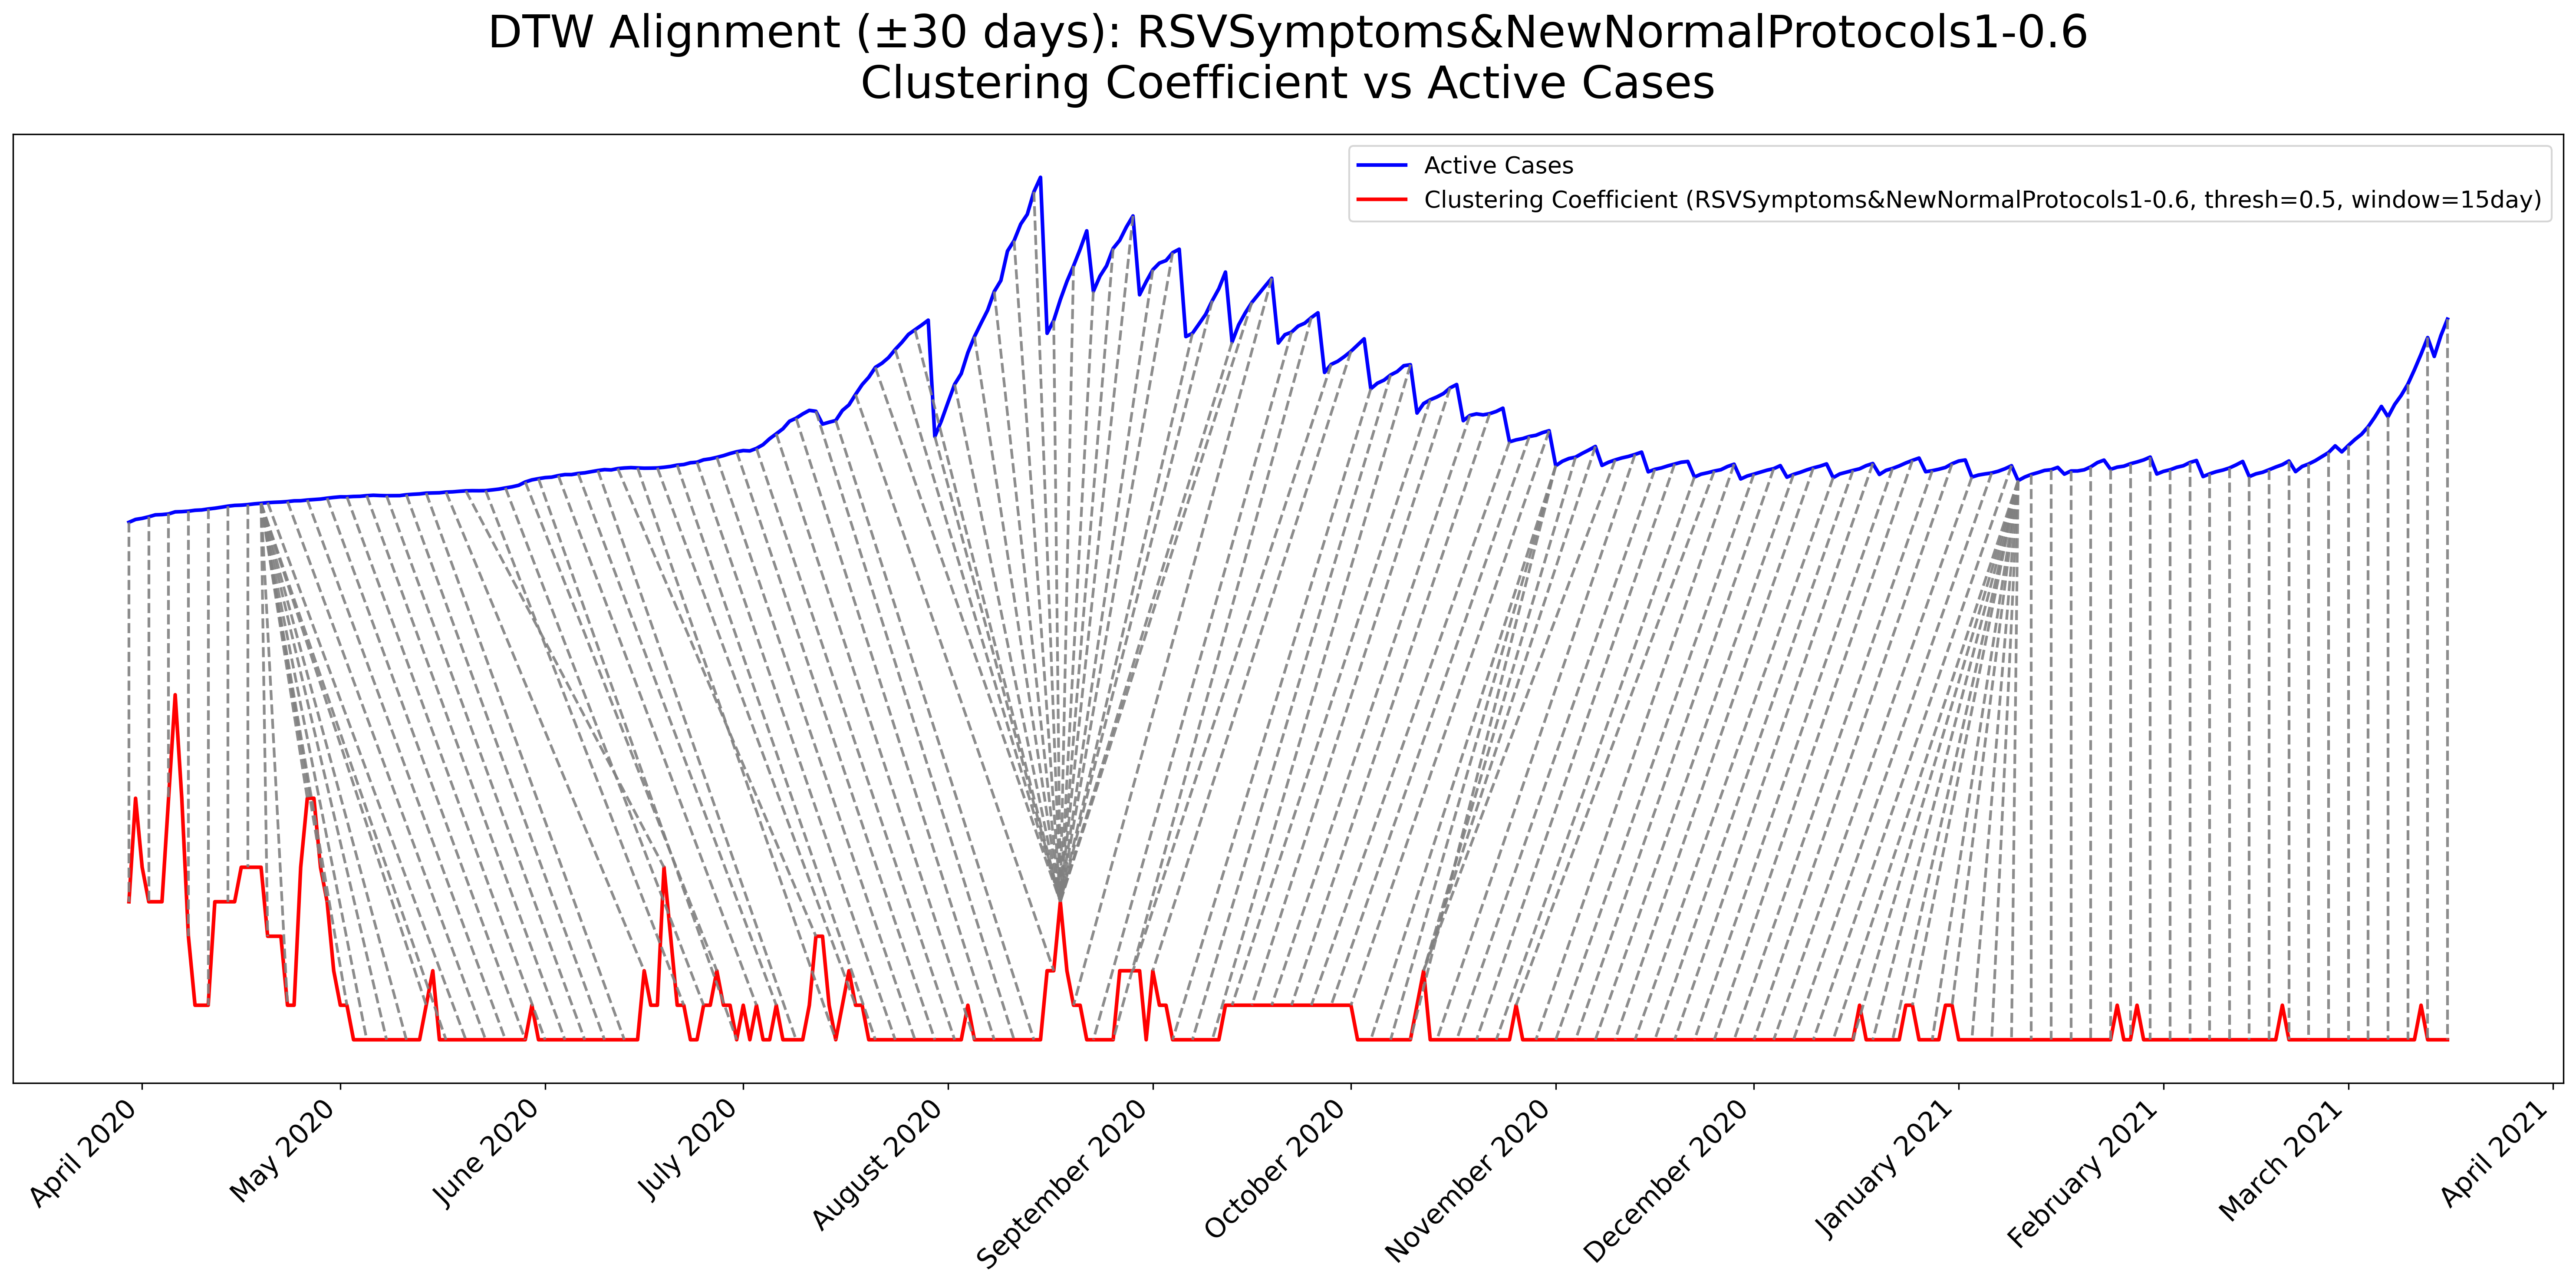 DTW Alignment (±30 days): RSVSymptoms&NewNormalProtocols1-0.6
Clustering Coefficient vs Active Cases
Active Cases
Clustering Coefficient (RSVSymptoms&NewNormalProtocols1-0.6, thresh=0.5, window=15day)
April 2020
May 2020
June 2020
July 2020
August 2020
September 2020
October 2020
November 2020
December 2020
January 2021
February 2021
March 2021
April 2021